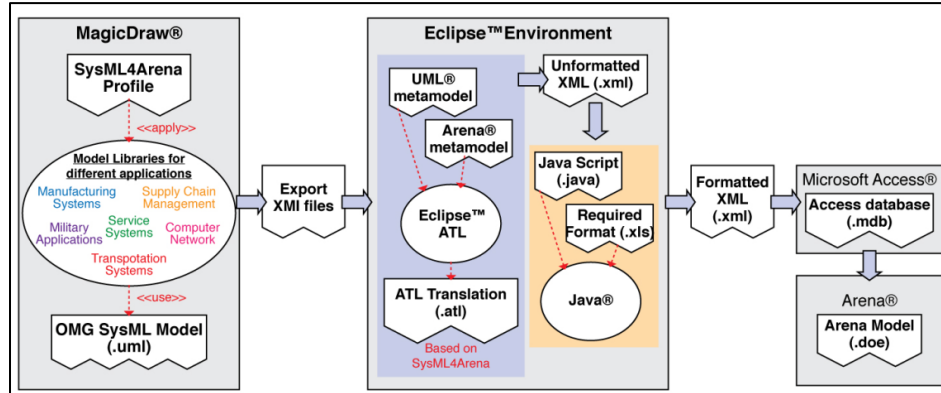 MagicDraw®
SysML4Arena
Profile
<<apply>>
Model Libraries for
different applications
Manufacturing
Systems
Supply Chain
Management
Military
Applications
Service
Systems
Computer
Network
Transpotation
Systems
<<use>>
OMG SysML Model
(.uml)
Export
XMI files
Eclipse™Environment
UML®
metamodel
Arena®
metamodel
Eclipse™
ATL
ATL Translation
(.atl)
Based on
SysML4Arena
Unformatted
XML (.xml)
Java Script
(.java)
Required
Format (.xls)
Java®
Formatted
XML
(.xml)
Microsoft Access®
Access database
(.mdb)
Arena®
Arena Model
(.doe)